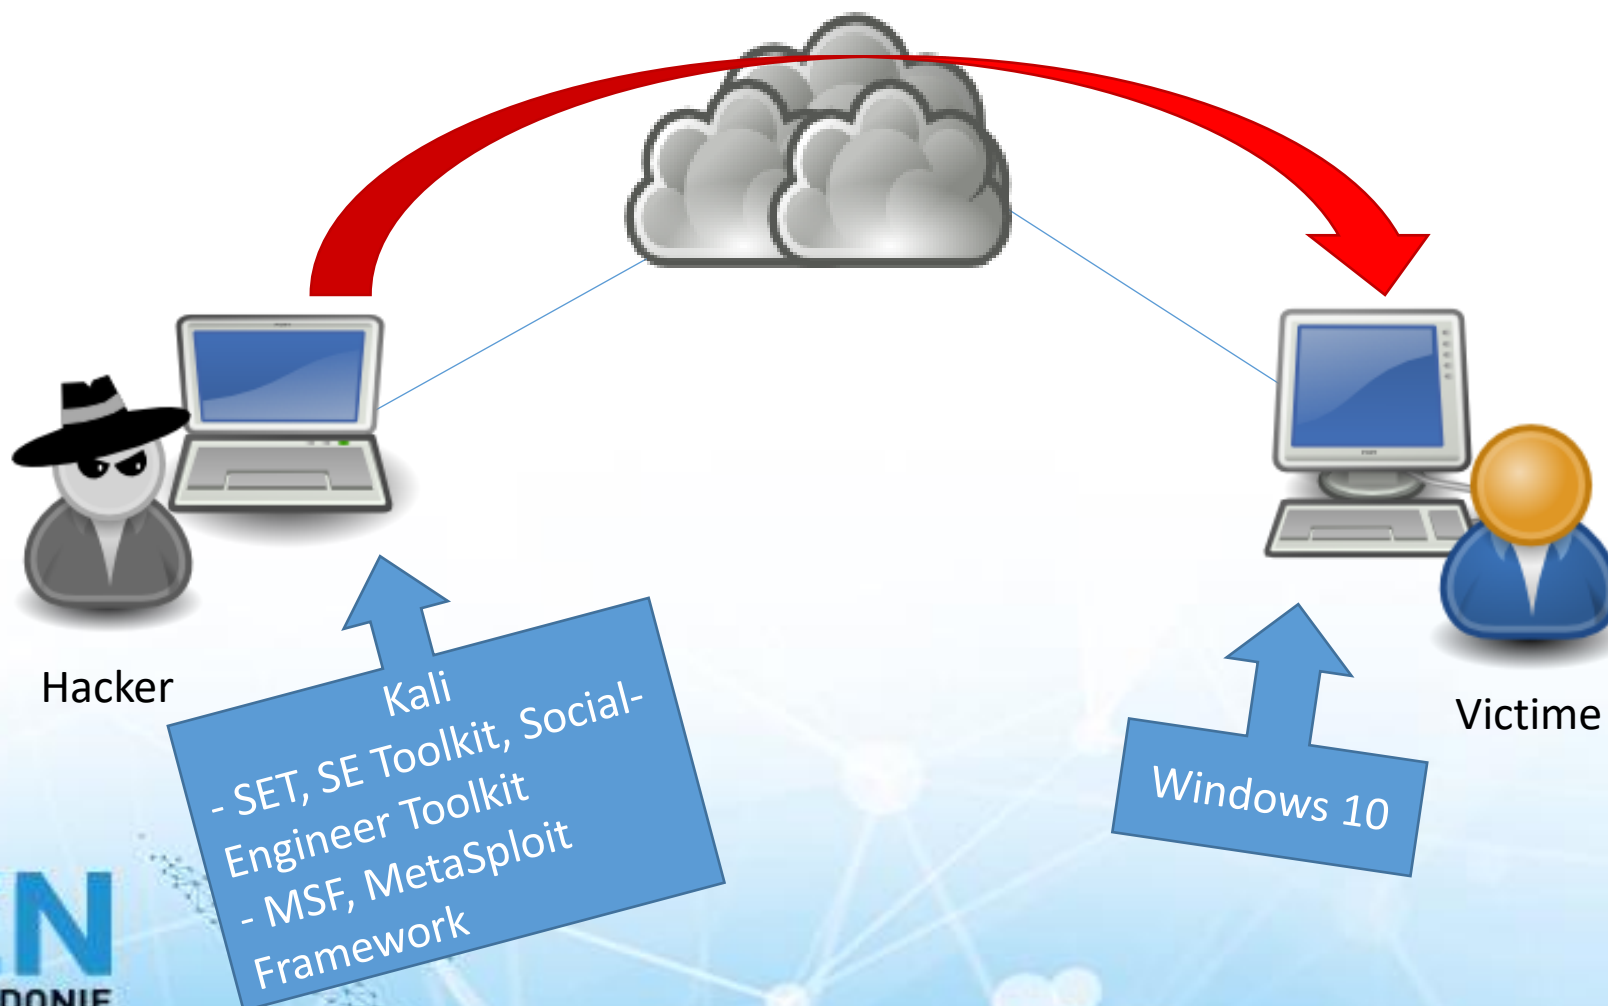 Hacker
Kali
- SET, SE Toolkit, Social-
Engineer Toolkit
- MSF, MetaSploit
Framework
Victime
Windows 10